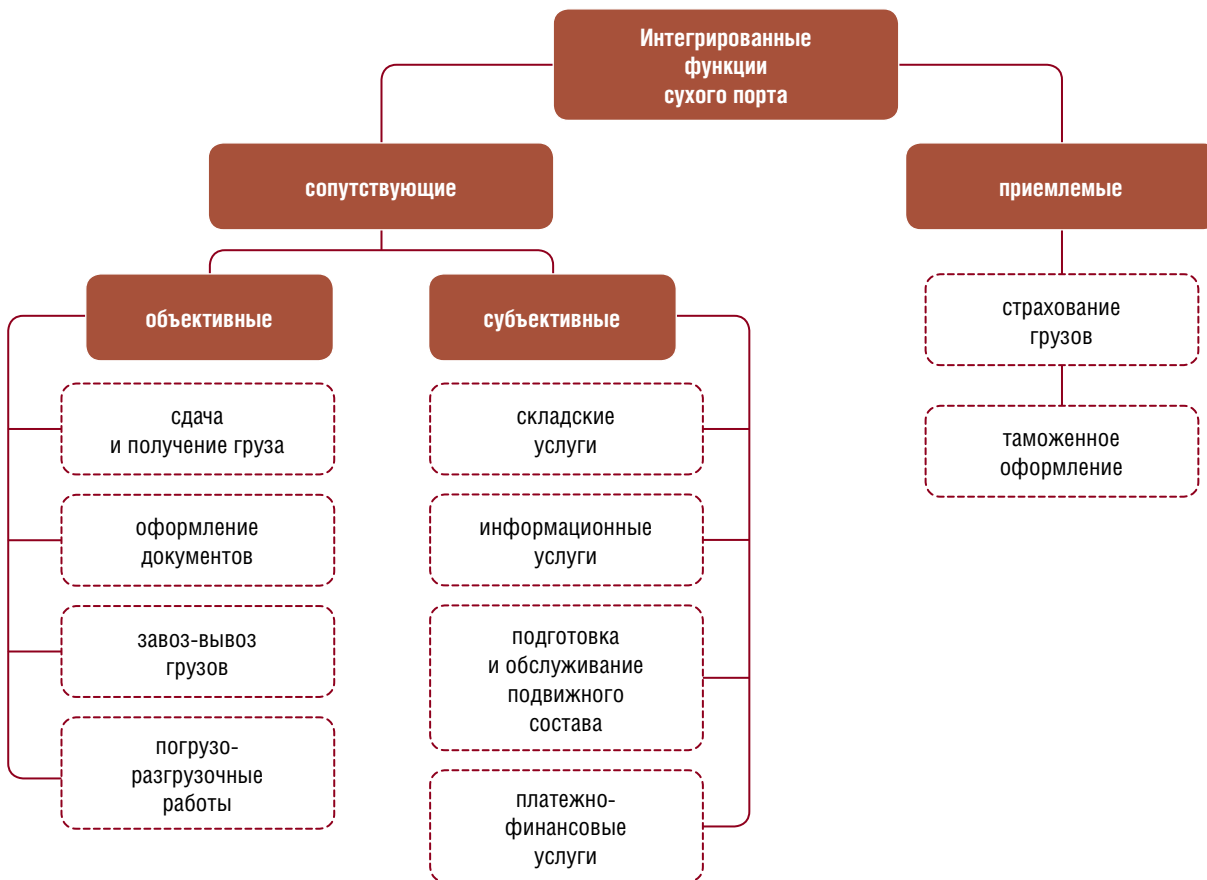 Интегрированные
функции
сухого порта
сопутствующие
приемлемые
объективные
субъективные
сдача
и получение груза
оформление
документов
завоз-вывоз
грузов
погрузо-
разгрузочные
работы
складские
услуги
информационные
услуги
подготовка
и обслуживание
подвижного
состава
платежно-
финансовые
услуги
страхование
грузов
таможенное
оформление